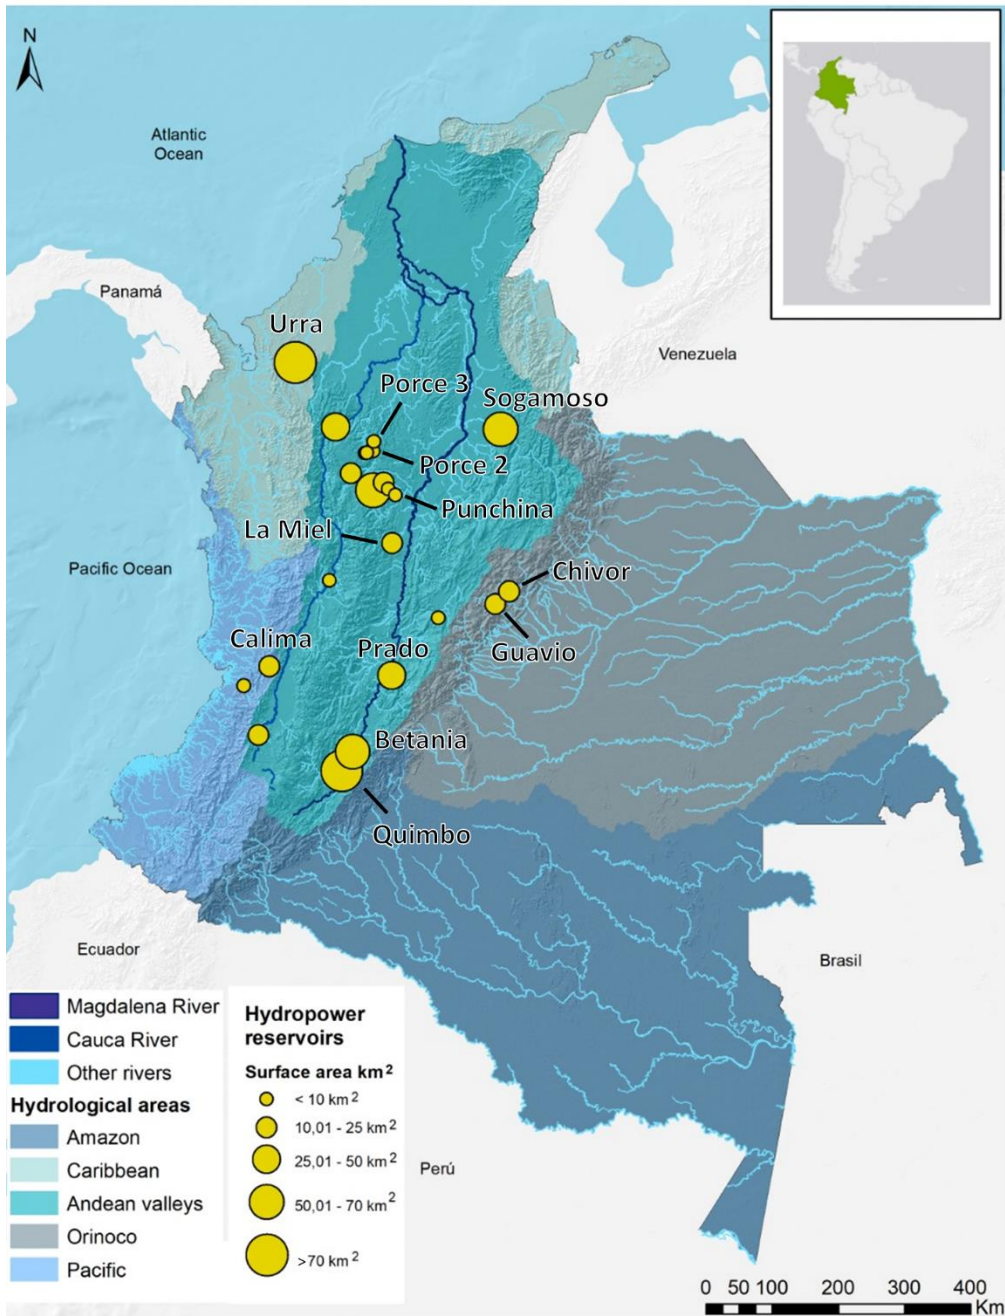 N
Atlantic
Ocean
Panamá
Venezuela
Urra
Porce 3
Sogamoso
Porce 2
Punchina
La Miel
Pacific Ocean
Chivor
Guavio
Calima
Prado
Betania
Quimbo
Ecuador
Brasil
Perú
Magdalena River
Cauca River
Other rivers
Hydrological areas
Amazon
Caribbean
Andean valleys
Orinoco
Pacific
Hydropower
reservoirs
Surface area km²
< 10 km²
10,01 - 25 km²
25,01 - 50 km²
50,01 - 70 km²
>70 km²
0 50 100 200 300 400
Km